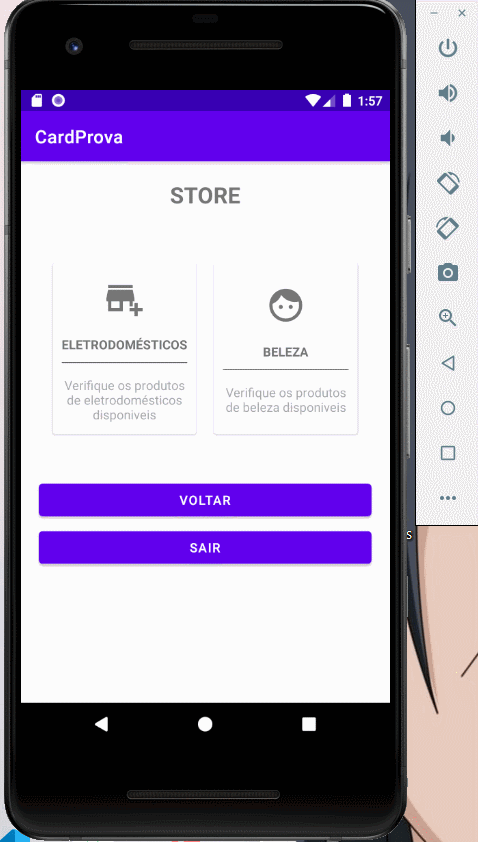 1:57
CardProva
STORE
ELETRODOMÉSTICOS
Verifique os produtos
de eletrodomésticos
disponiveis
BELEZA
Verifique os produtos
de beleza disponiveis
VOLTAR
SAIR
S